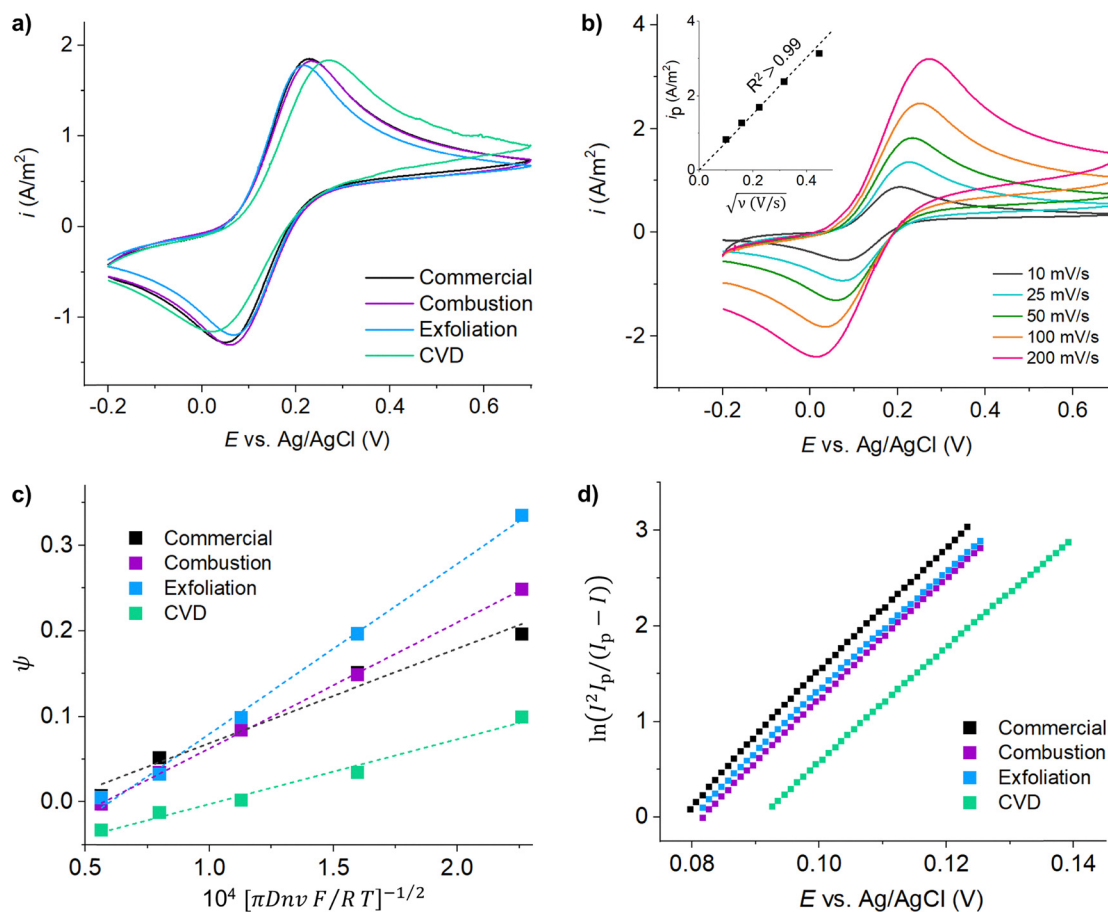 a)
2
1
0
-1
i (A/m²)
-0.2
0.0
0.2
0.4
0.6
E vs. Ag/AgCl (V)
Commercial
Combustion
Exfoliation
CVD
b)
4
2
0
-2
i (A/m²)
-0.2
0.0
0.2
0.4
0.6
E vs. Ag/AgCl (V)
4
2
0
iₚ (A/m²)
R² > 0.99
0.0
0.2
0.4
√ν (V/s)
10 mV/s
25 mV/s
50 mV/s
100 mV/s
200 mV/s
c)
0.3
0.2
0.1
0.0
ψ
0.5
1.0
1.5
2.0
10⁴ [πDnν F/R T]⁻¹/²
Commercial
Combustion
Exfoliation
CVD
d)
3
2
1
0
ln(I²Iₚ/(Iₚ − I))
0.08
0.10
0.12
0.14
E vs. Ag/AgCl (V)
Commercial
Combustion
Exfoliation
CVD